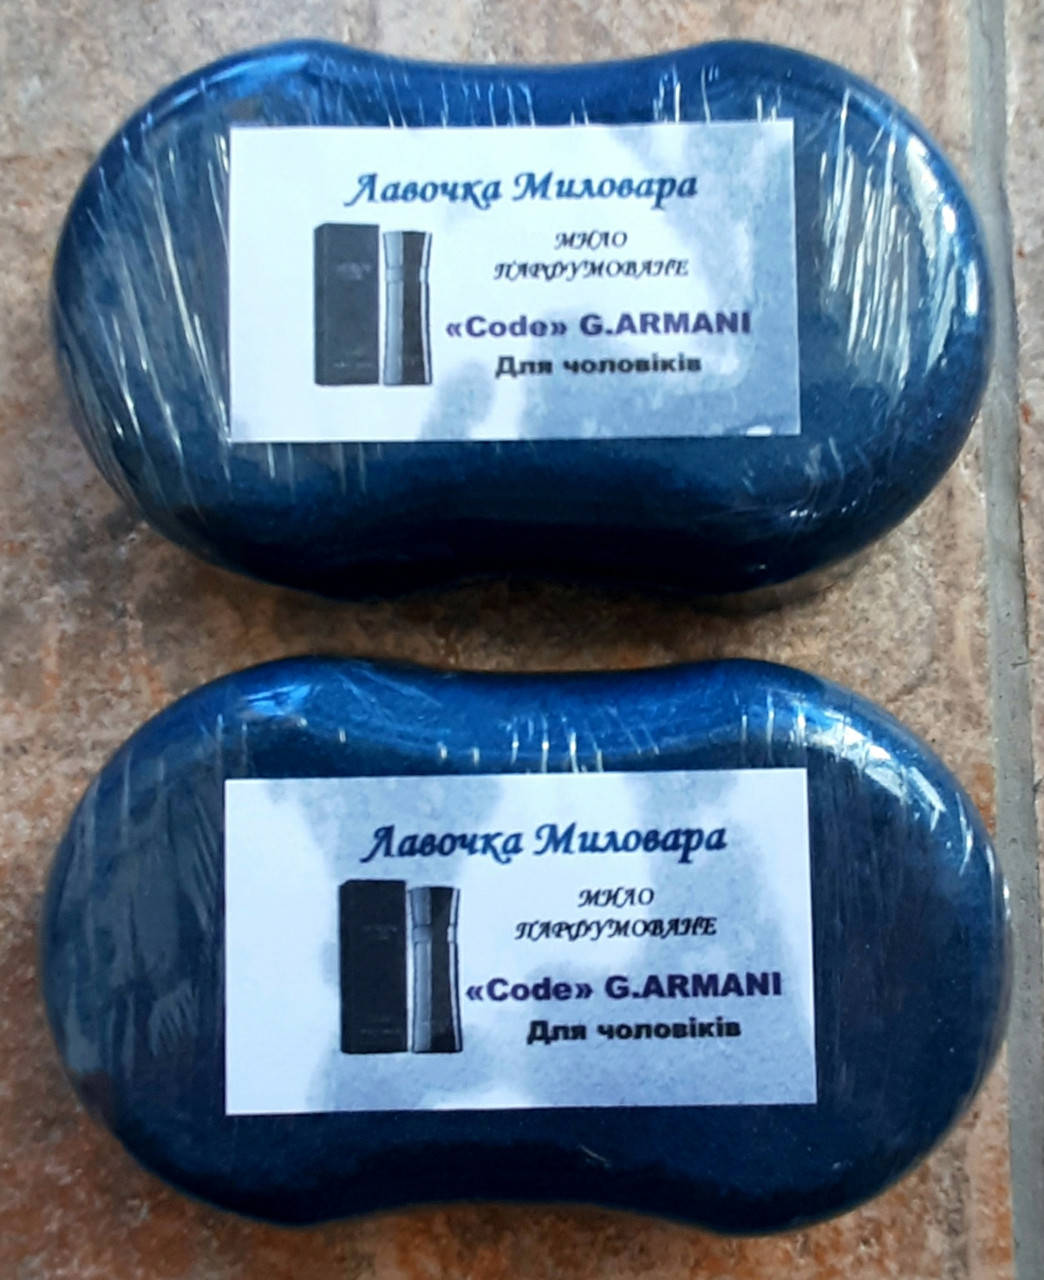 Лавочка Миловара
МИЛО
ПАРФУМОВАНЕ
«Code» G.ARMANI
Для чоловіків
Лавочка Миловара
МИЛО
ПАРФУМОВАНЕ
«Code» G.ARMANI
Для чоловіків